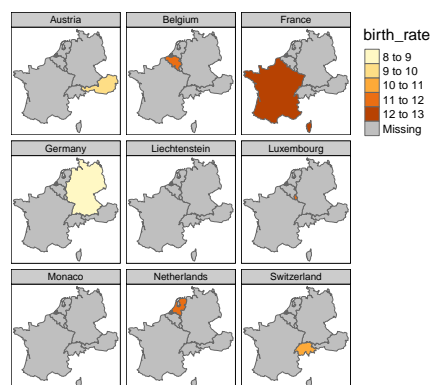 Austria
Belgium
France
birth_rate
8 to 9
9 to 10
10 to 11
11 to 12
12 to 13
Missing
Germany
Liechtenstein
Luxembourg
Monaco
Netherlands
Switzerland